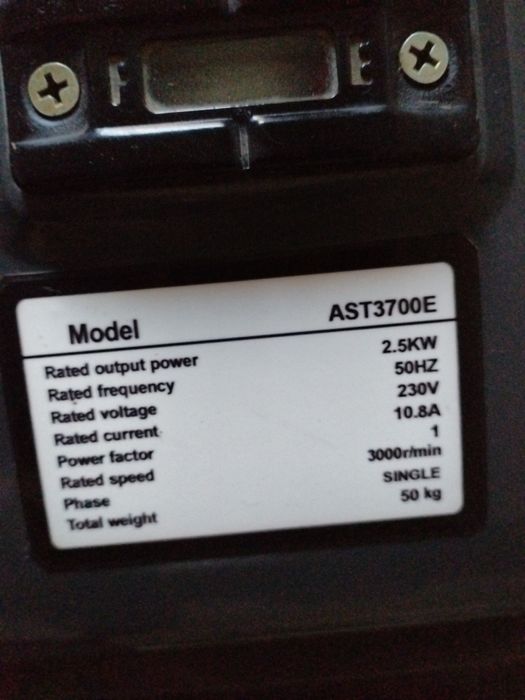 F E
Model AST3700E
Rated output power 2.5KW
Rated frequency 50HZ
Rated voltage 230V
Rated current 10.8A
Power factor 1
Rated speed 3000r/min
Phase SINGLE
Total weight 50 kg